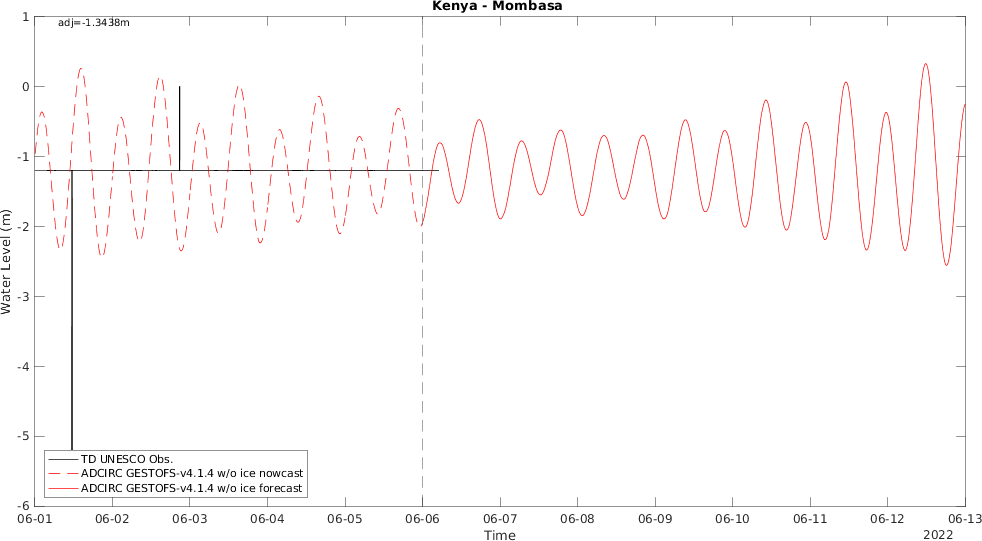 Kenya - Mombasa
adj=-1.3438m
1
0
-1
-2
-3
-4
-5
-6
Water Level (m)
TD UNESCO Obs.
ADCIRC GESTOFS-v4.1.4 w/o ice nowcast
ADCIRC GESTOFS-v4.1.4 w/o ice forecast
06-01 06-02 06-03 06-04 06-05 06-06 06-07 06-08 06-09 06-10 06-11 06-12 06-13
Time
2022